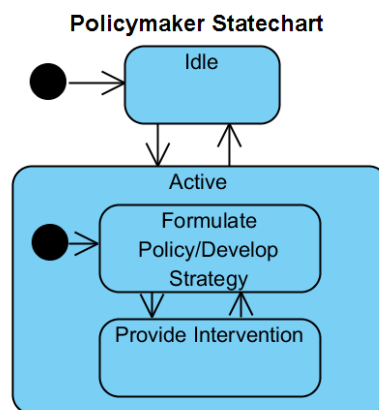 Policymaker Statechart
Idle
Active
Formulate
Policy/Develop
Strategy
Provide Intervention